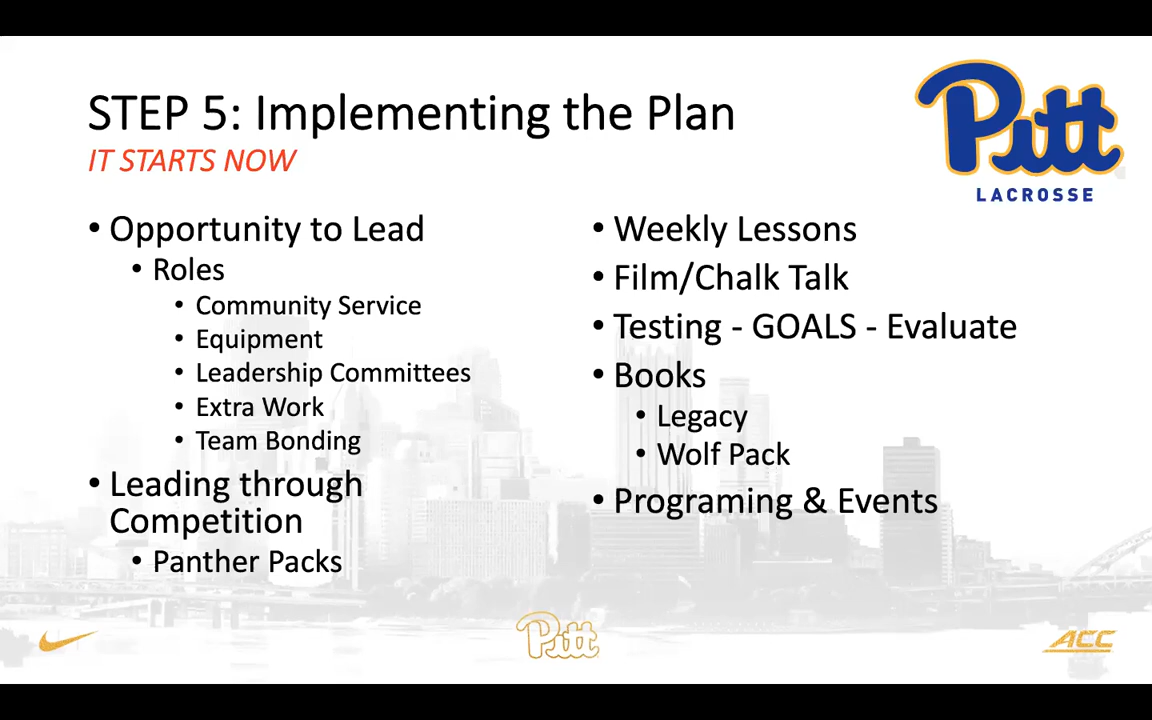 STEP 5: Implementing the Plan
IT STARTS NOW
Pitt
LACROSSE
• Opportunity to Lead
• Roles
• Community Service
• Equipment
• Leadership Committees
• Extra Work
• Team Bonding
• Leading through
Competition
• Panther Packs
• Weekly Lessons
• Film/Chalk Talk
• Testing - GOALS - Evaluate
• Books
• Legacy
• Wolf Pack
• Programing & Events
Pitt
ACC